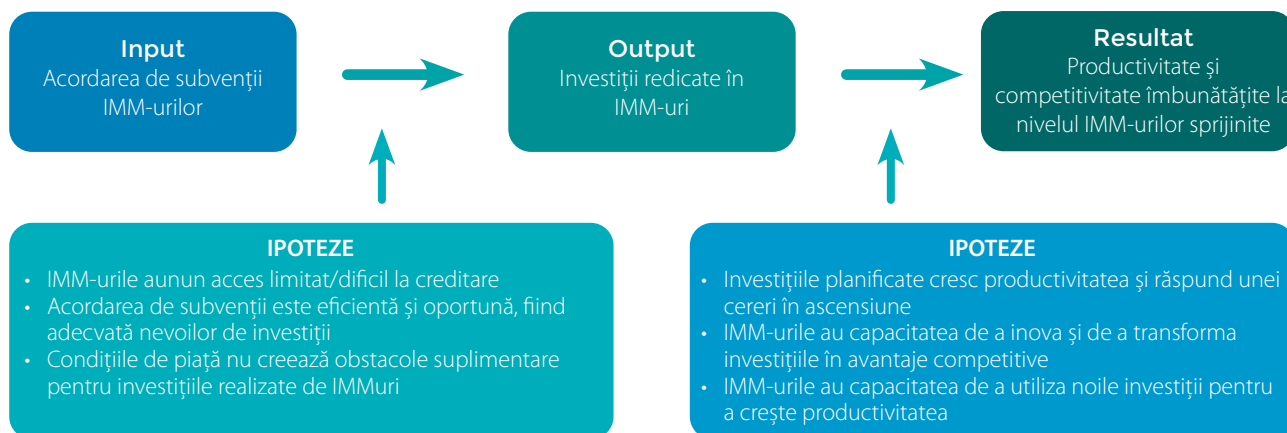 Input
Acordarea de subvenții
IMM-urilor
Output
Investiții redicate în
IMM-uri
Resultat
Productivitate și
competitivitate îmbunătățite la
nivelul IMM-urilor sprijinite
IPOTEZE
• IMM-urile aunun acces limitat/dificil la creditare
• Acordarea de subvenții este eficientă și oportună, fiind
adecvată nevoilor de investiții
• Condițiile de piață nu creează obstacole suplimentare
pentru investițiile realizate de IMMuri
IPOTEZE
• Investițiile planificate cresc productivitatea și răspund unei
cereri în ascensiune
• IMM-urile au capacitatea de a inova și de a transforma
investițiile în avantaje competitive
• IMM-urile au capacitatea de a utiliza noile investiții pentru
a crește productivitatea